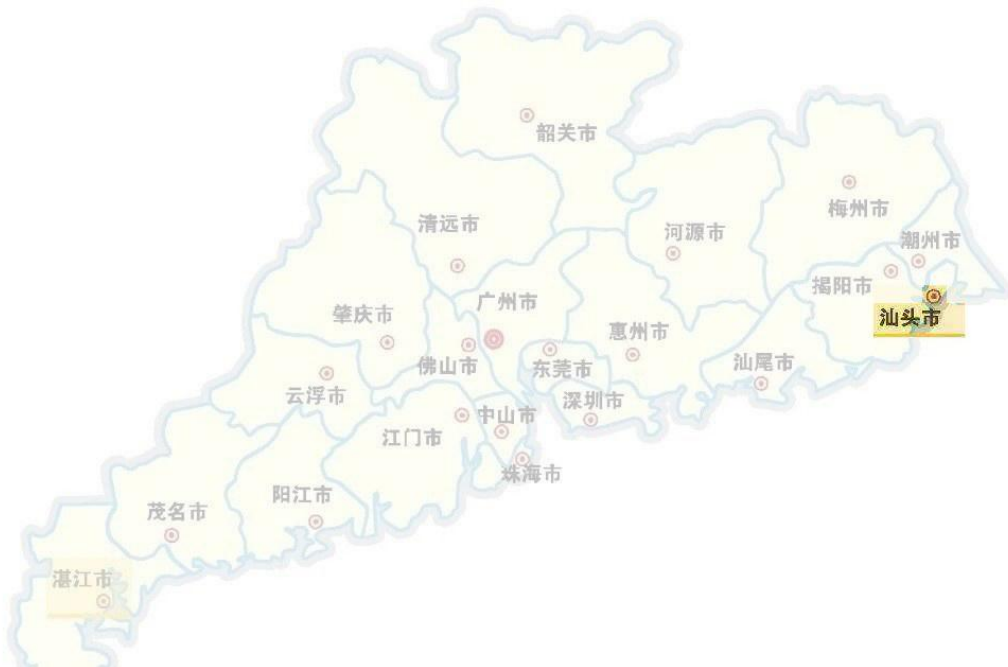 韶关市
梅州市
清远市
河源市
潮州市
揭阳市
广州市
肇庆市
汕头市
惠州市
佛山市
东莞市
汕尾市
云浮市
深圳市
中山市
江门市
珠海市
阳江市
茂名市
湛江市